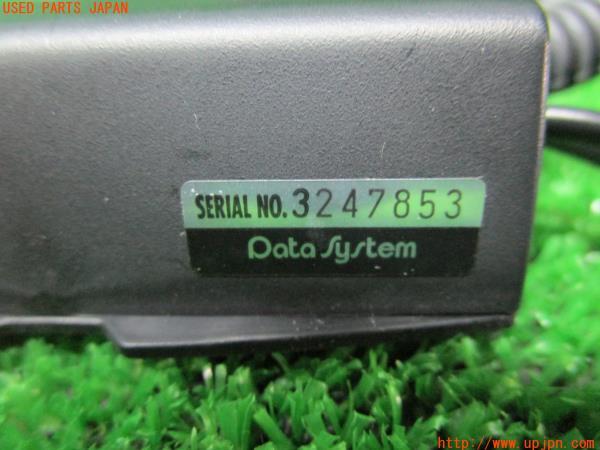 USED PARTS JAPAN
SERIAL NO. 3247853
Data System
http://www.upjpn.com/